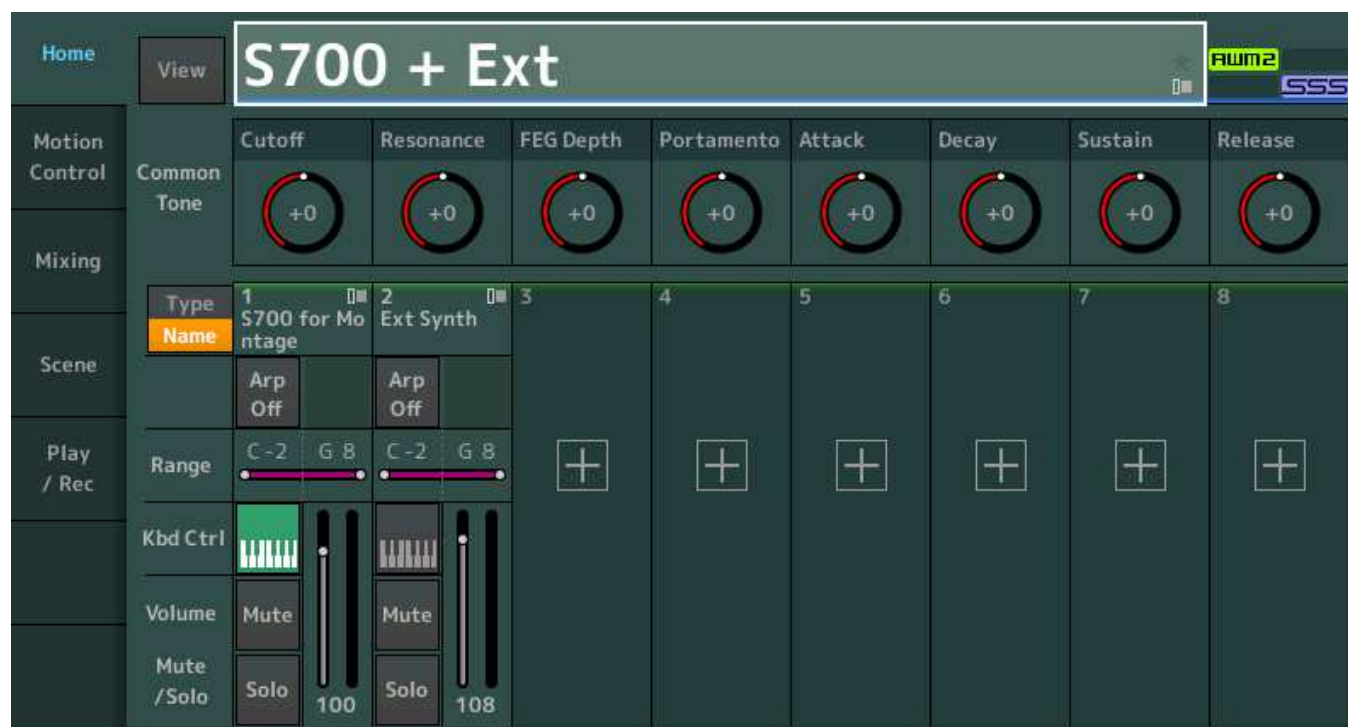 Home
View
S700 + Ext
AWM2
SSS
Motion
Control
Common
Tone
Cutoff
Resonance
FEG Depth
Portamento
Attack
Decay
Sustain
Release
+0
+0
+0
+0
+0
+0
+0
+0
Mixing
Type
Name
1
S700 for Mo
ntage
2
Ext Synth
3
4
5
6
7
8
Scene
Arp
Off
Arp
Off
Play
/ Rec
Range
C -2 G 8
C -2 G 8
Kbd Ctrl
Volume
Mute
Mute
Mute
/Solo
Solo
100
Solo
108